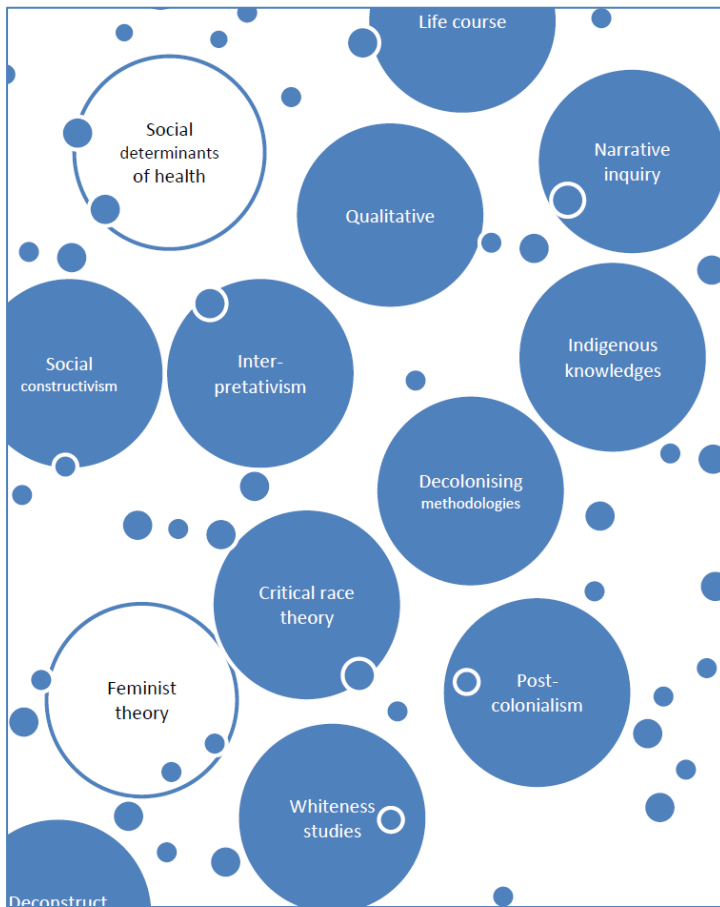 Life course
Social
determinants
of health
Narrative
inquiry
Qualitative
Indigenous
knowledges
Social
constructivism
Inter-
pretativism
Decolonising
methodologies
Critical race
theory
Feminist
theory
Post-
colonialism
Whiteness
studies
Deconstruct